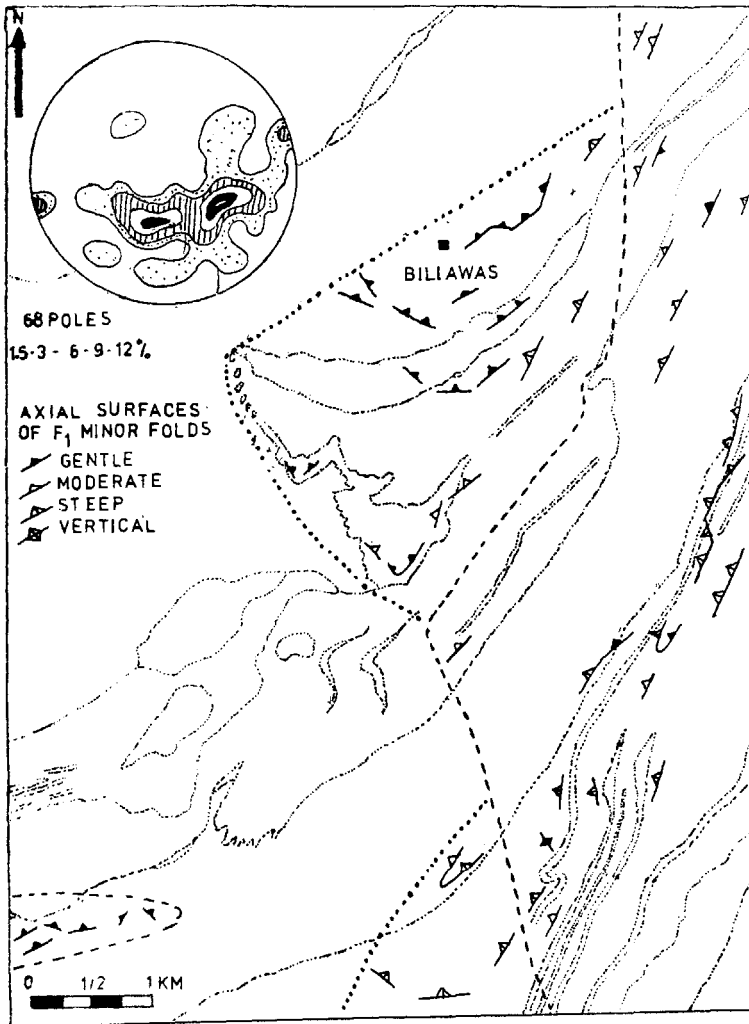 N
BILIAWAS
68 POLES
1.5-3 - 6-9-12%
AXIAL SURFACES
OF F1 MINOR FOLDS
GENTLE
MODERATE
STEEP
VERTICAL
0 1/2 1 KM